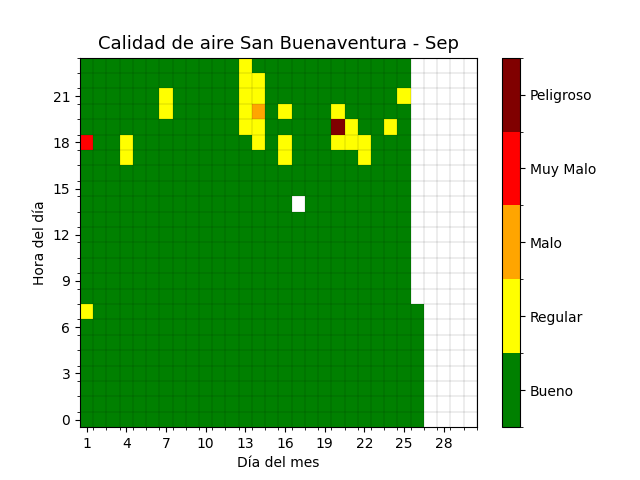 Calidad de aire San Buenaventura - Sep
Hora del día
21
18
15
12
9
6
3
0
1 4 7 10 13 16 19 22 25 28
Día del mes
Peligroso
Muy Malo
Malo
Regular
Bueno